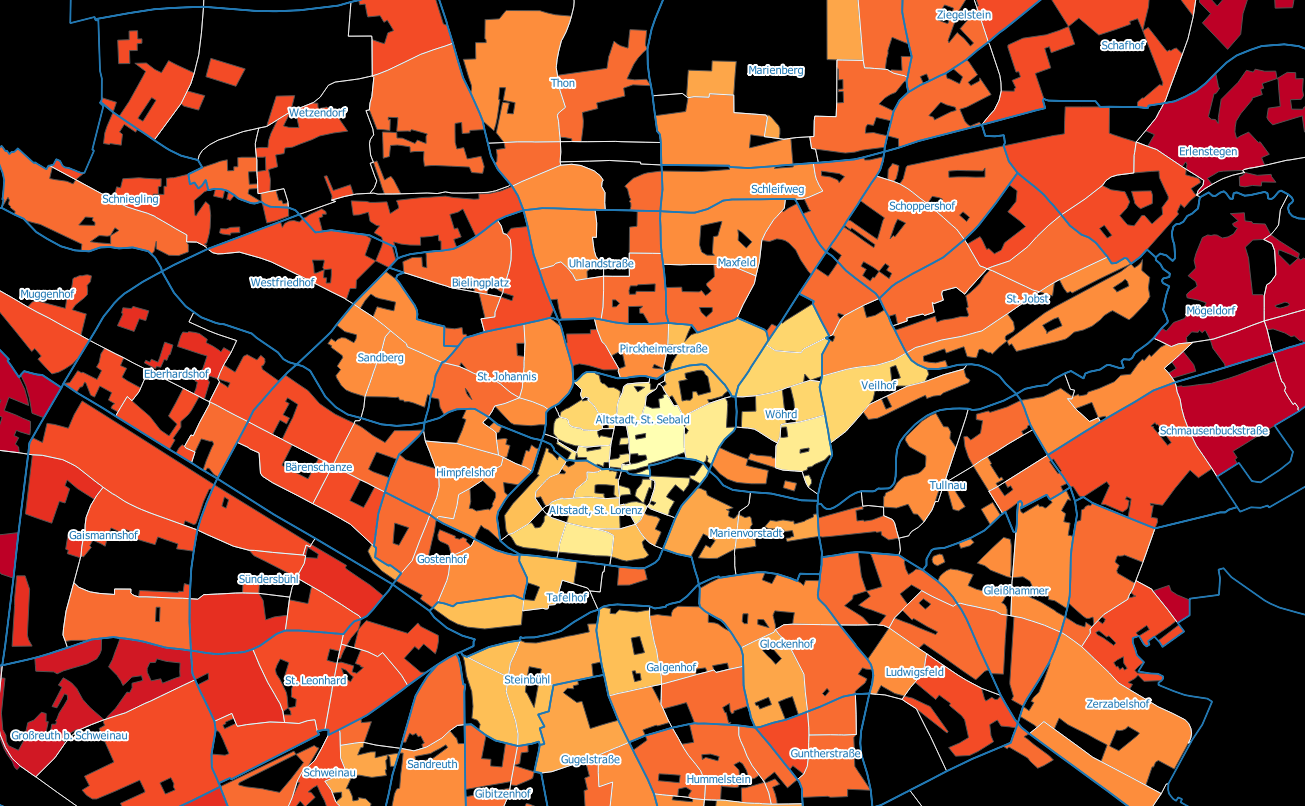 Ziegelstein
Schafhof
Marienberg
Thon
Wetzendorf
Erlenstegen
Schleifweg
Schniegling
Schoppershof
Uhlandstraße
Maxfeld
Westfriedhof
Bielingplatz
Muggenhof
St. Jobst
Mögeldorf
Pirckheimerstraße
Sandberg
Eberhardshof
St. Johannis
Veilhof
Altstadt, St. Sebald
Wöhrd
Schmausenbuckstraße
Bärenschanze
Himpfelshof
Tullnau
Altstadt, St. Lorenz
Gaismannshof
Marienvorstadt
Gostenhof
Sündersbühl
Gleißhammer
Tafelhof
Glockenhof
Galgenhof
Ludwigsfeld
St. Leonhard
Steinbühl
Zerzabelshof
Großreuth b. Schweinau
Guntherstraße
Gugelstraße
Sandreuth
Schweinau
Hummelstein
Gibitzenhof